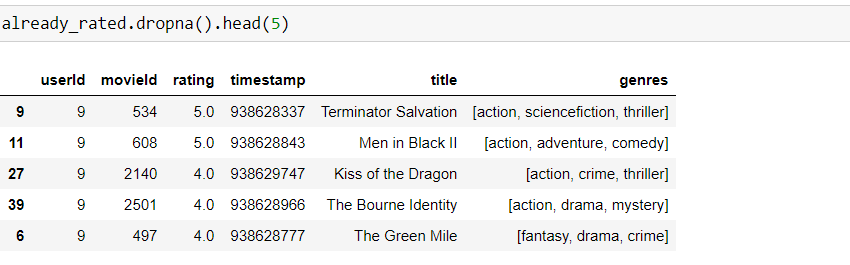 already_rated.dropna().head(5)
userId movieId rating timestamp title genres
9 9 534 5.0 938628337 Terminator Salvation [action, sciencefiction, thriller]
11 9 608 5.0 938628843 Men in Black II [action, adventure, comedy]
27 9 2140 4.0 938629747 Kiss of the Dragon [action, crime, thriller]
39 9 2501 4.0 938628966 The Bourne Identity [action, drama, mystery]
6 9 497 4.0 938628777 The Green Mile [fantasy, drama, crime]